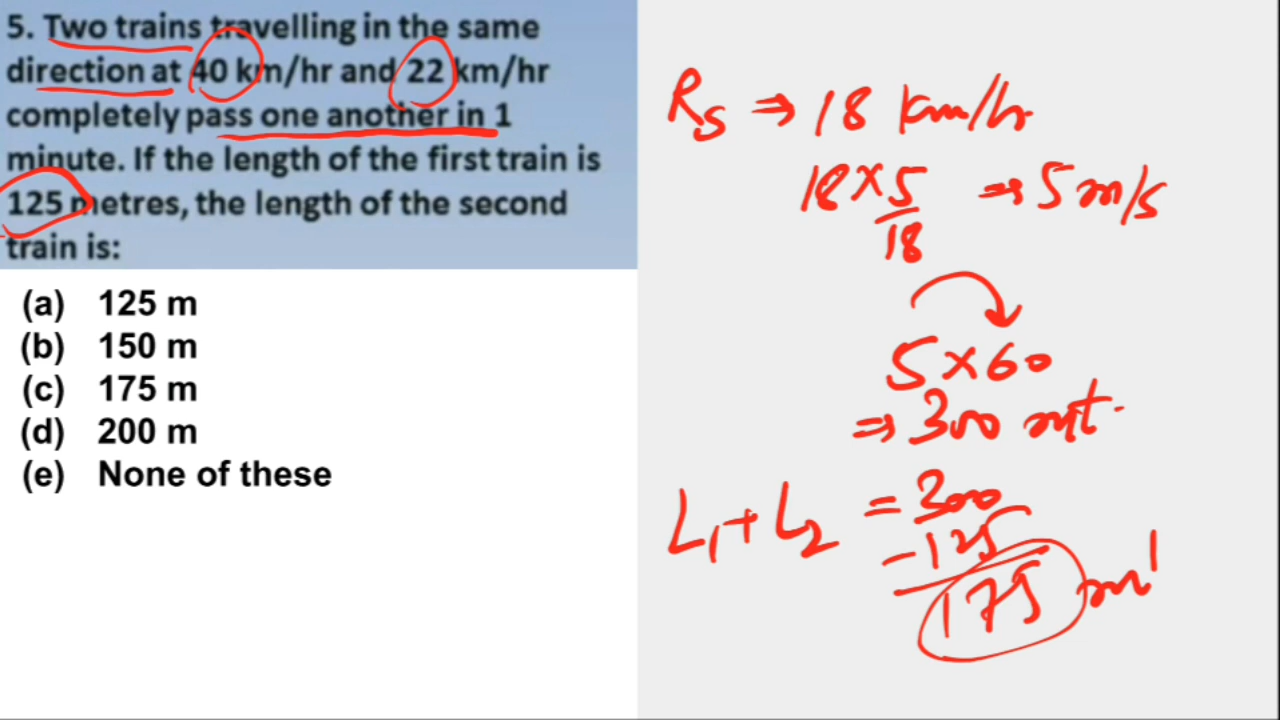 5. Two trains travelling in the same
direction at 40 km/hr and 22 km/hr
completely pass one another in 1
minute. If the length of the first train is
125 metres, the length of the second
train is:
(a) 125 m
(b) 150 m
(c) 175 m
(d) 200 m
(e) None of these
RS ⇒ 18 km/hr
18 × 5/18 ⇒ 5 m/s
5 × 60
⇒ 300 mt.
L1 + L2 = 300
- 125
175 m